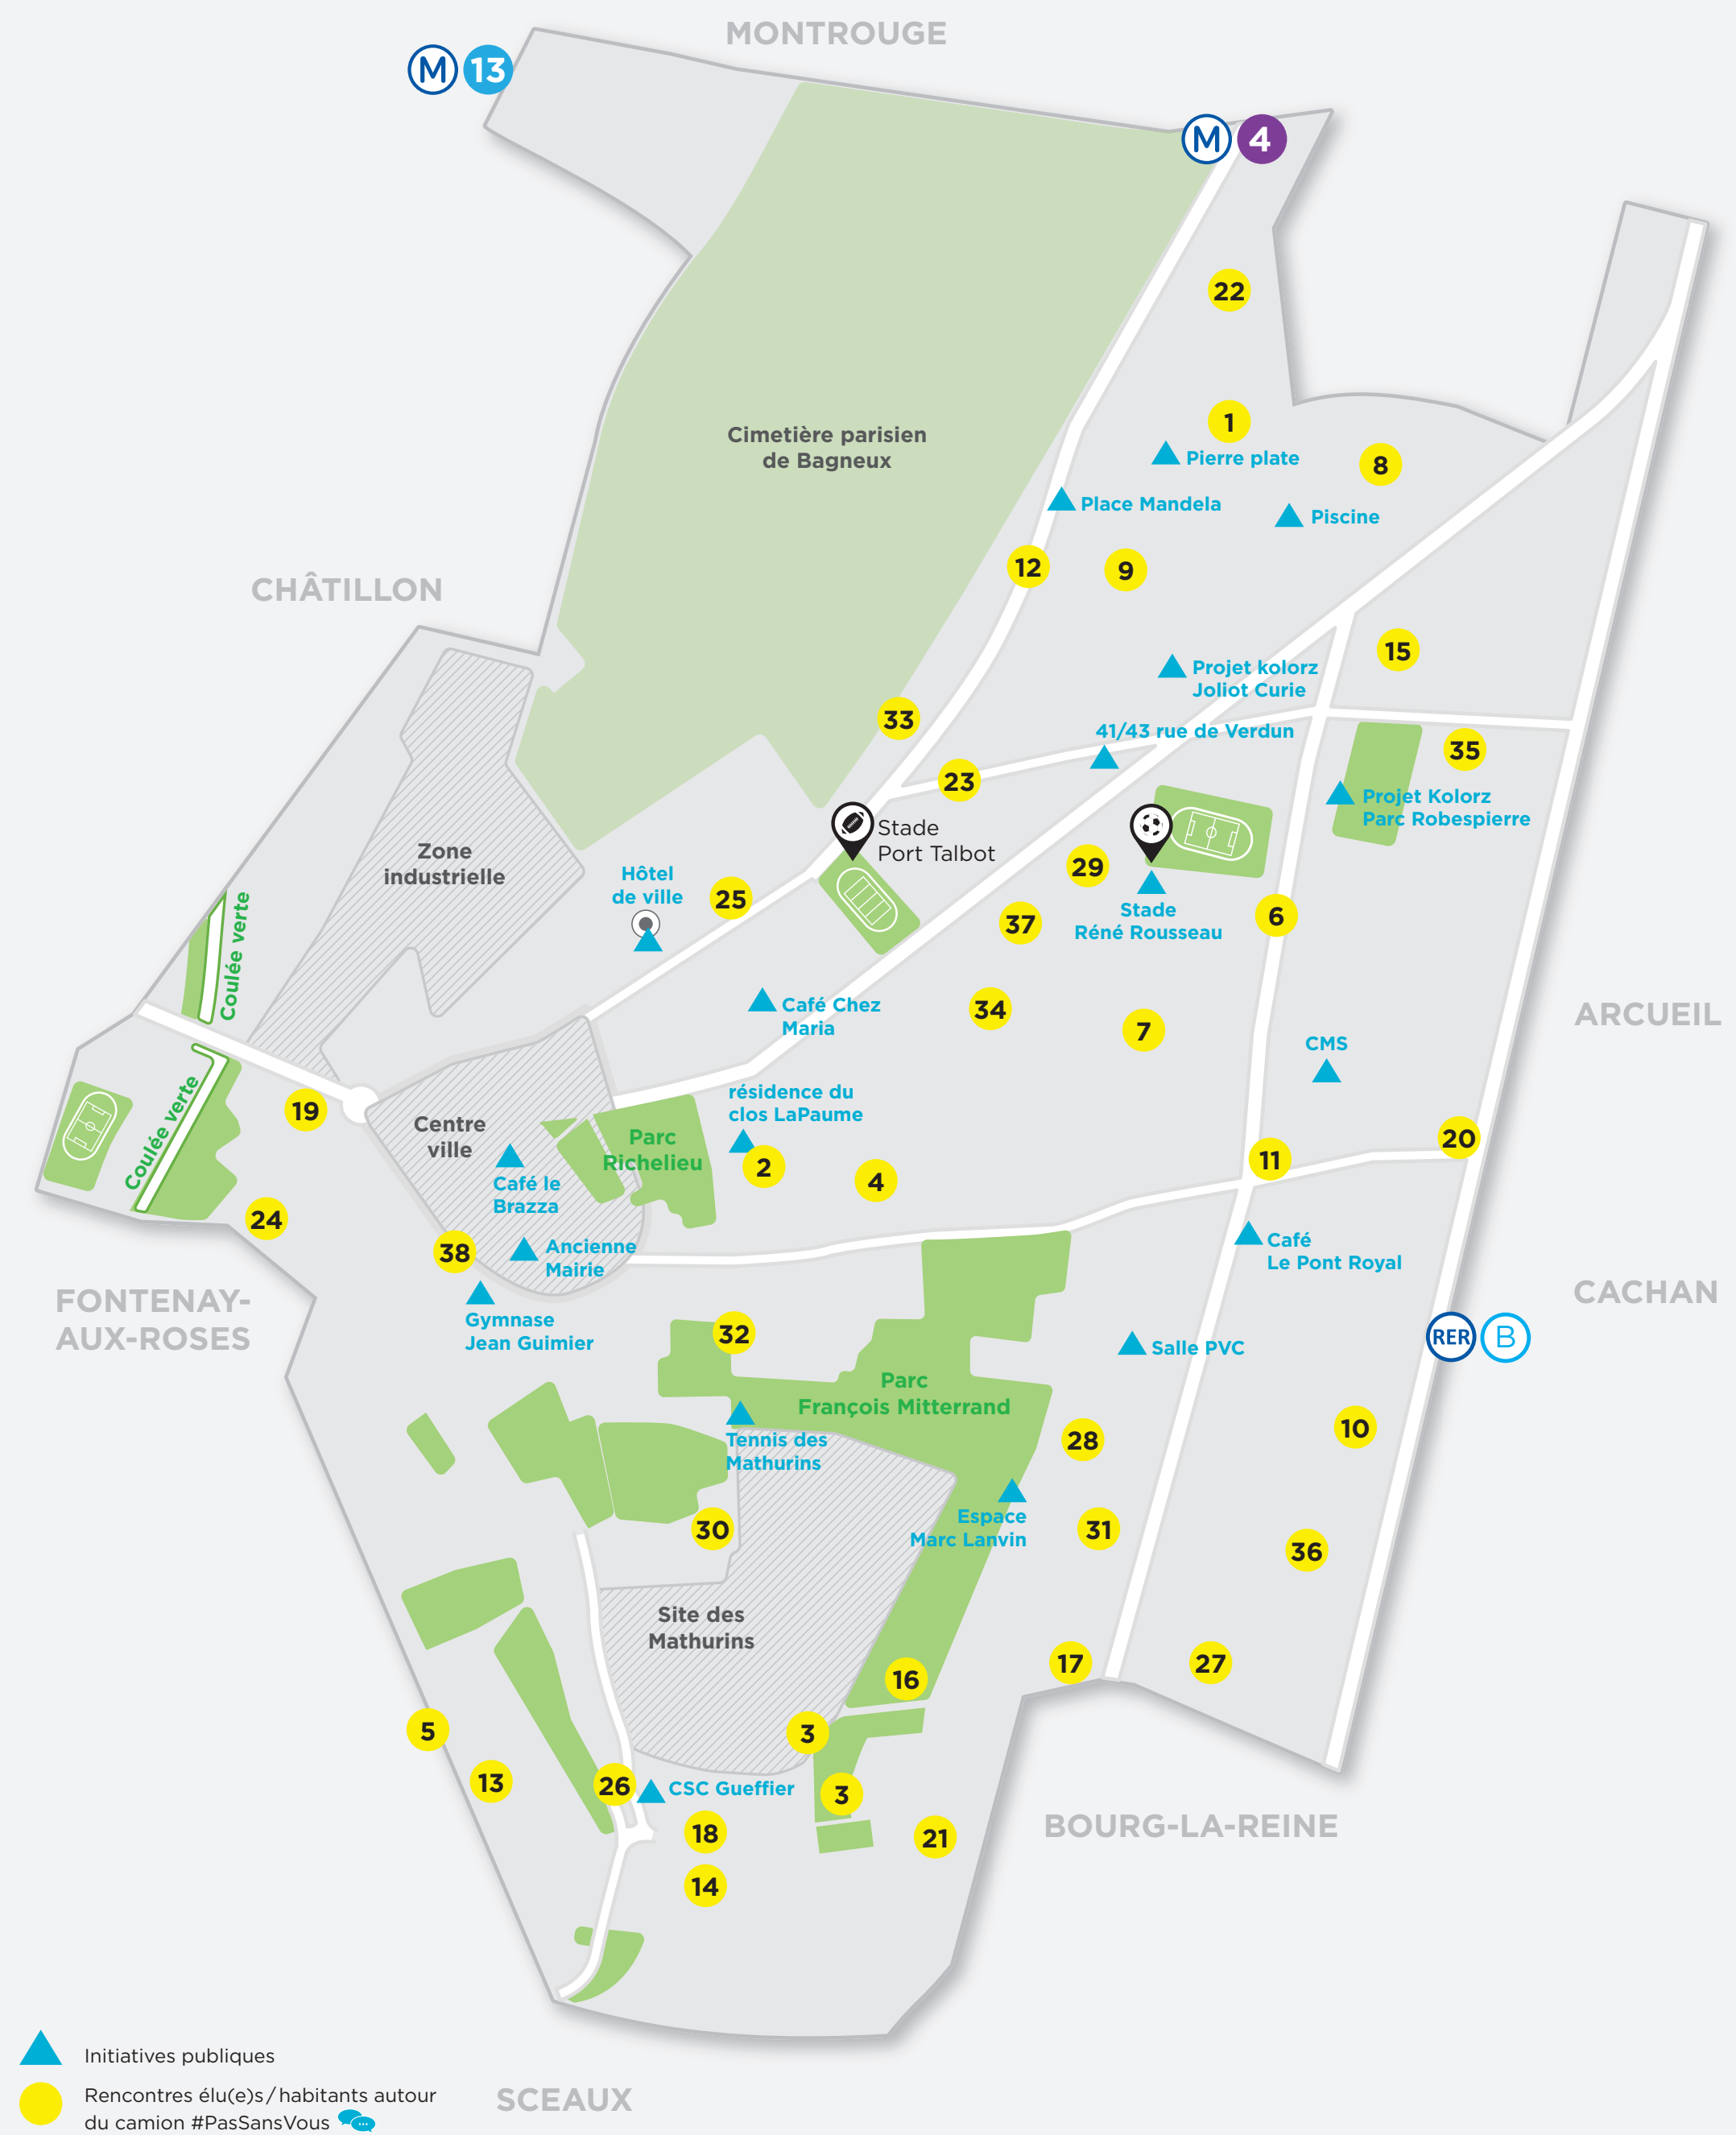 MONTROUGE
M 13
M 4
22
1
Pierre plate
8
Place Mandela
Piscine
Cimetière parisien
de Bagneux
12
9
CHÂTILLON
15
Projet kolorz
Joliot Curie
33
41/43 rue de Verdun
35
23
Projet Kolorz
Parc Robespierre
Stade
Port Talbot
Zone
industrielle
29
Hôtel
de ville
25
6
37
Stade
Réné Rousseau
Coulée verte
Café Chez
Maria
34
7
ARCUEIL
CMS
résidence du
clos LaPaume
19
Centre
ville
Parc
Richelieu
Coulée verte
20
11
2
4
Café le
Brazza
24
38
Ancienne
Mairie
Café
Le Pont Royal
FONTENAY-
AUX-ROSES
CACHAN
Gymnase
Jean Guimier
32
RER B
Salle PVC
Parc
François Mitterrand
Tennis des
Mathurins
28
10
30
Espace
Marc Lanvin
31
36
Site des
Mathurins
16
17
27
5
3
13
26
CSC Gueffier
3
18
21
BOURG-LA-REINE
14
Initiatives publiques
Rencontres élu(e)s / habitants autour
du camion #PasSansVous
SCEAUX